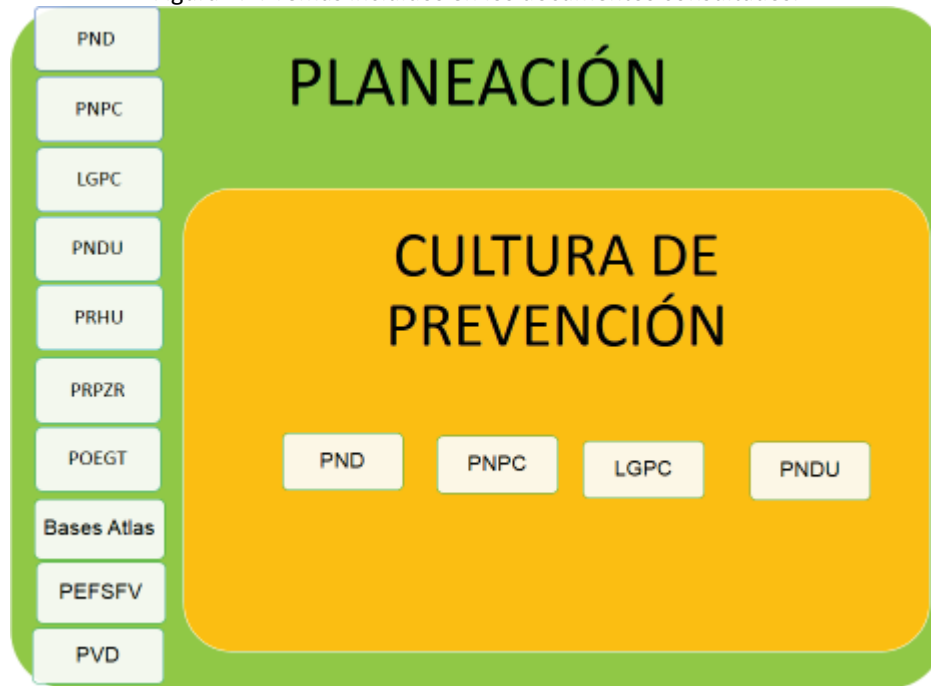 PND
PNPC
LGPC
PNDU
PRHU
PRPZR
POEGT
Bases Atlas
PEFSFV
PVD
PLANEACIÓN
CULTURA DE
PREVENCIÓN
PND
PNPC
LGPC
PNDU